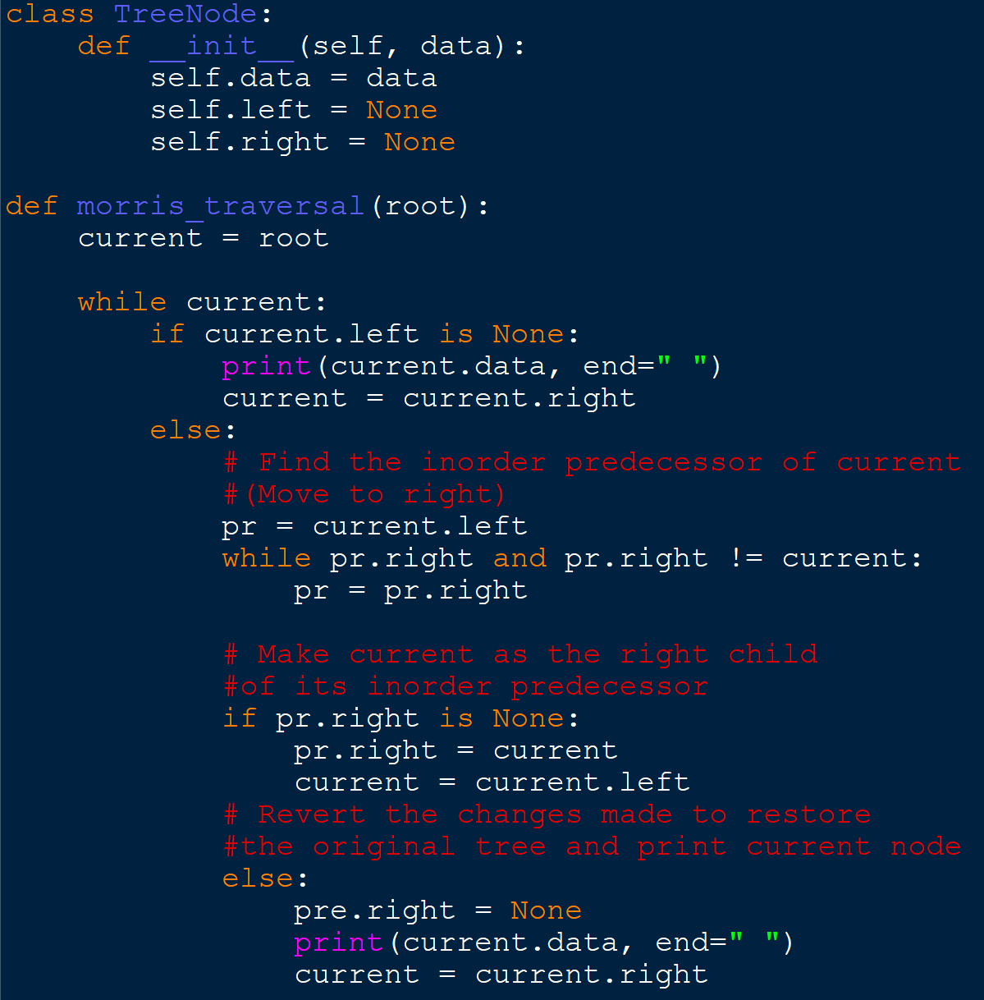 class TreeNode:
    def __init__(self, data):
        self.data = data
        self.left = None
        self.right = None

def morris_traversal(root):
    current = root

    while current:
        if current.left is None:
            print(current.data, end=" ")
            current = current.right
        else:
            # Find the inorder predecessor of current
            #(Move to right)
            pr = current.left
            while pr.right and pr.right != current:
                pr = pr.right

            # Make current as the right child
            #of its inorder predecessor
            if pr.right is None:
                pr.right = current
                current = current.left
            # Revert the changes made to restore
            #the original tree and print current node
            else:
                pre.right = None
                print(current.data, end=" ")
                current = current.right